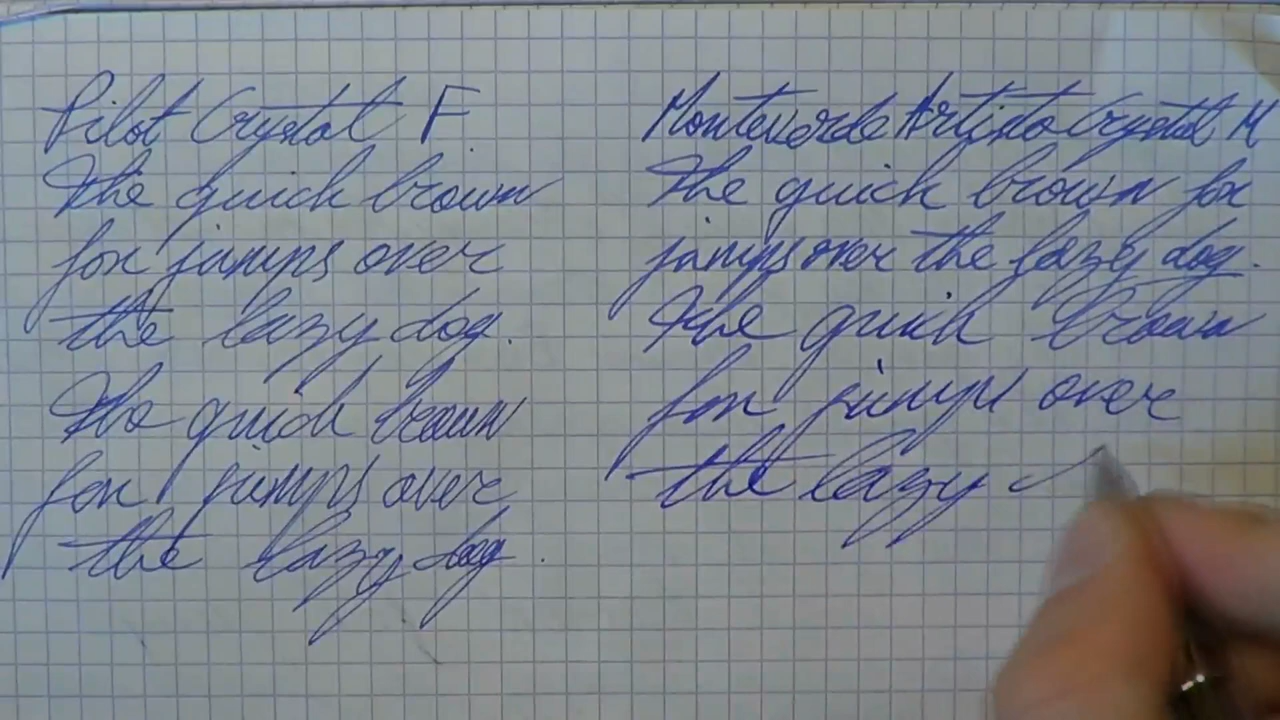 Pilot Crystal F
The quick brown
fox jumps over
the lazy dog.
The quick brown
fox jumps over
the lazy dog.
Monteverde Artista Crystal M
The quick brown fox
jumps over the lazy dog.
The quick brown
fox jumps over
the lazy